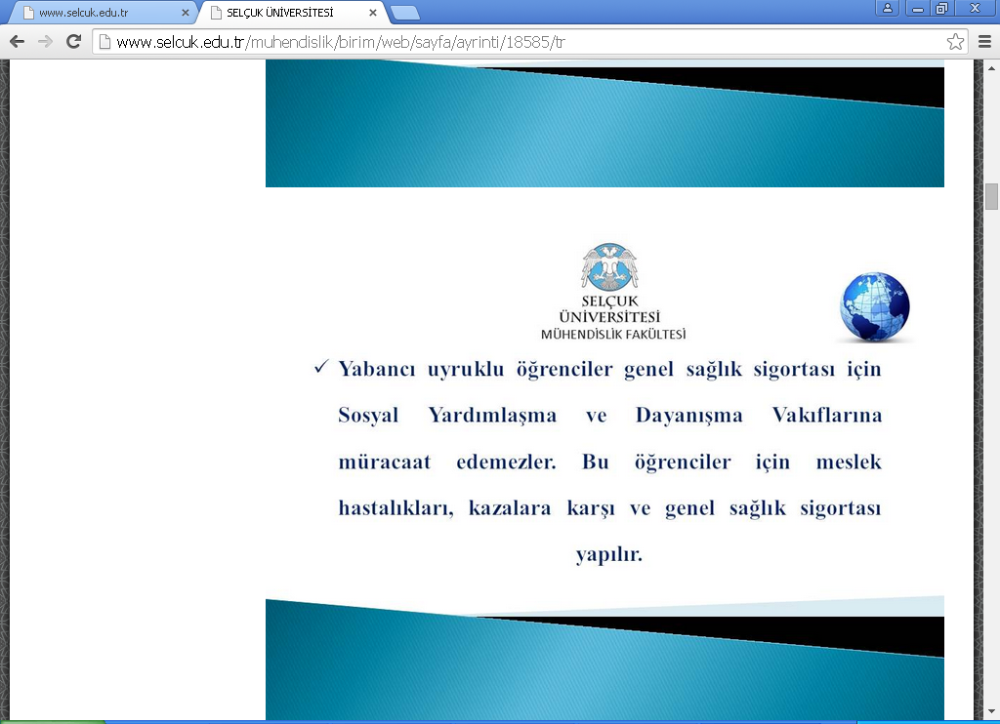 www.selcuk.edu.tr
SELÇUK ÜNİVERSİTESİ
www.selcuk.edu.tr/muhendislik/birim/web/sayfa/ayrinti/18585/tr
SELÇUK
ÜNİVERSİTESİ
MÜHENDİSLİK FAKÜLTESİ
✓ Yabancı uyruklu öğrenciler genel sağlık sigortası için
Sosyal Yardımlaşma ve Dayanışma Vakıflarına
müracaat edemezler. Bu öğrenciler için meslek
hastalıkları, kazalara karşı ve genel sağlık sigortası
yapılır.